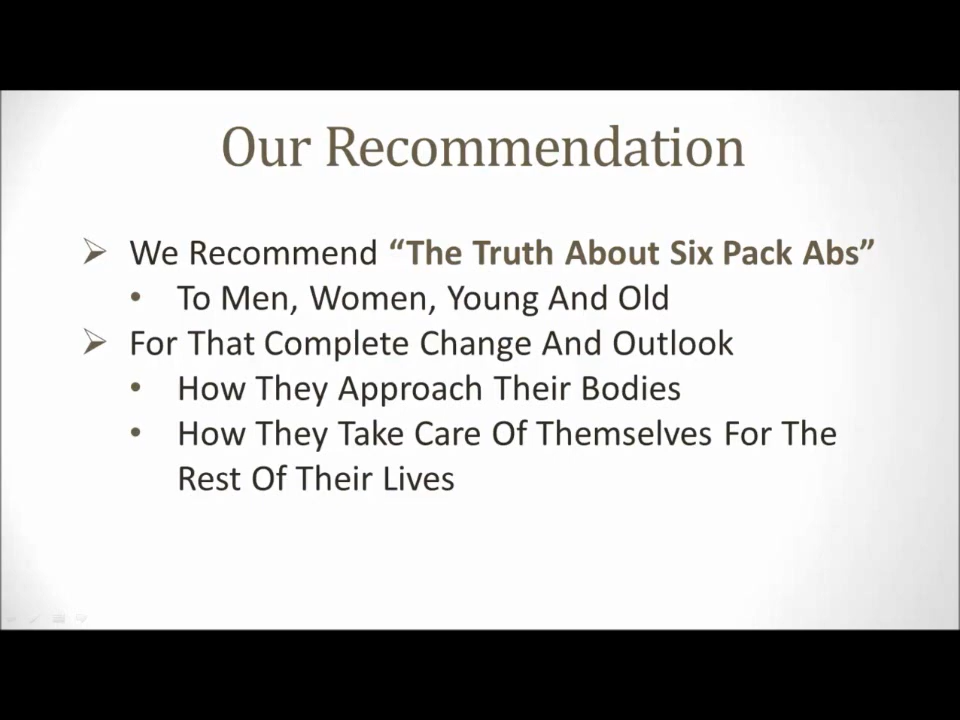 Our Recommendation
We Recommend “The Truth About Six Pack Abs”
To Men, Women, Young And Old
For That Complete Change And Outlook
How They Approach Their Bodies
How They Take Care Of Themselves For The
Rest Of Their Lives